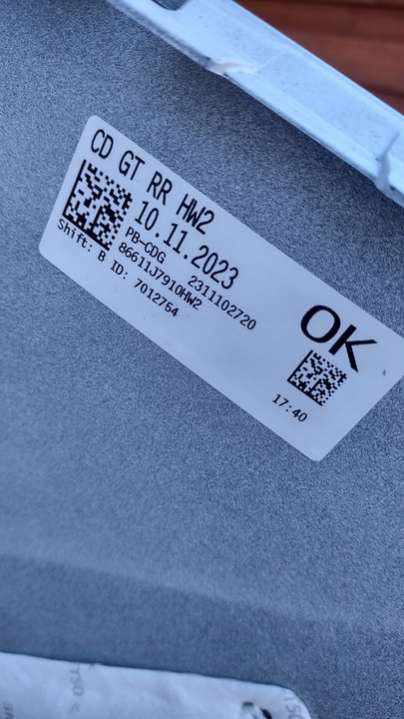 CD GT RR HW2
10.11.2023
PB-CDG 2311102720
86611J7910HW2
Shift: B ID: 7012754
OK
17:40